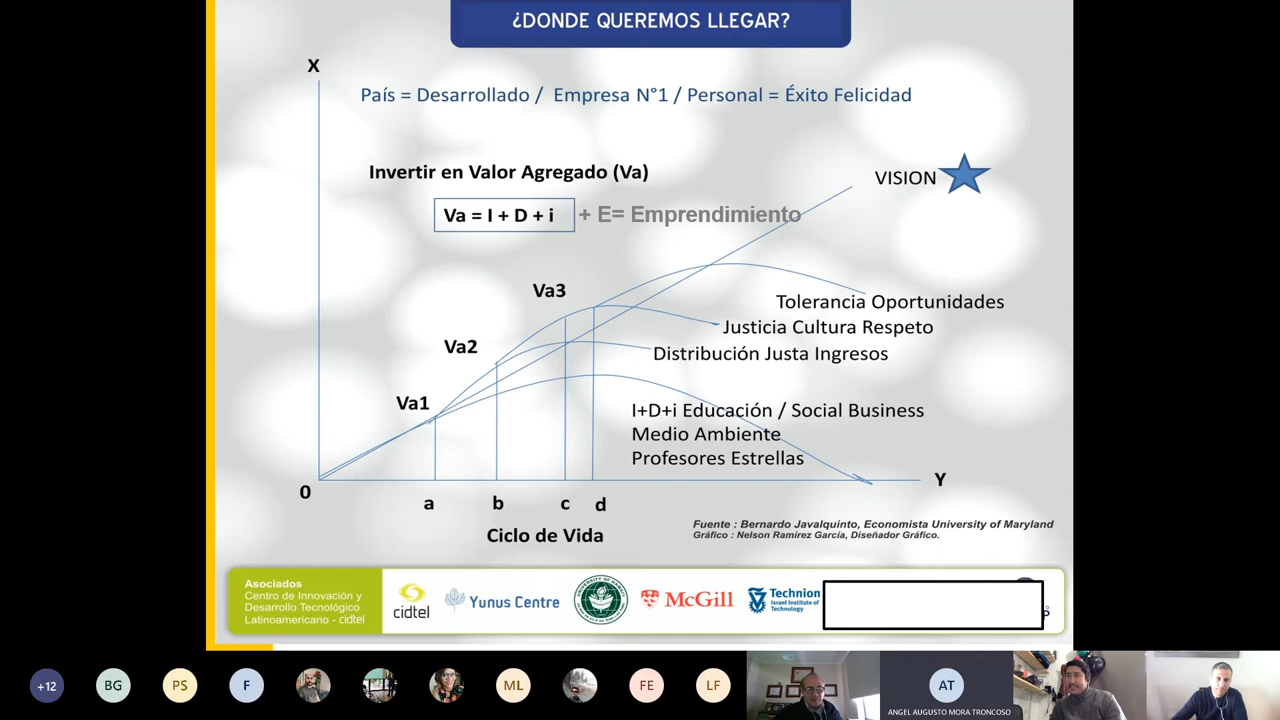 ¿DONDE QUEREMOS LLEGAR?
X
País = Desarrollado / Empresa N°1 / Personal = Éxito Felicidad
Invertir en Valor Agregado (Va)
VISION
Va = I + D + i + E= Emprendimiento
Va3
Tolerancia Oportunidades
Justicia Cultura Respeto
Va2
Distribución Justa Ingresos
Va1
I+D+i Educación / Social Business
Medio Ambiente
Profesores Estrellas
0
Y
a b c d
Ciclo de Vida
Fuente : Bernardo Javalquinto, Economista University of Maryland
Gráfico : Nelson Ramírez García, Diseñador Gráfico.
Asociados
Centro de Innovación y
Desarrollo Tecnológico
Latinoamericano - cidtel
cidtel
Yunus Centre
McGill
Technion
Israel Institute of
Technology
+12 BG PS F ML FE LF AT
ANGEL AUGUSTO MORA TRONCOSO